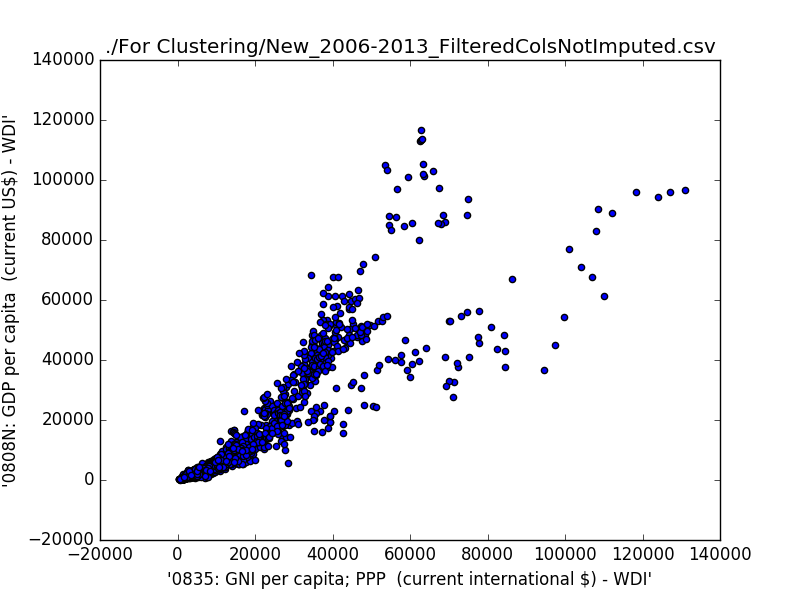 ./For Clustering/New_2006-2013_FilteredColsNotImputed.csv
140000
120000
100000
80000
60000
40000
20000
0
−20000
'0808N: GDP per capita  (current US$) - WDI'
−20000 0 20000 40000 60000 80000 100000 120000 140000
'0835: GNI per capita; PPP  (current international $) - WDI'